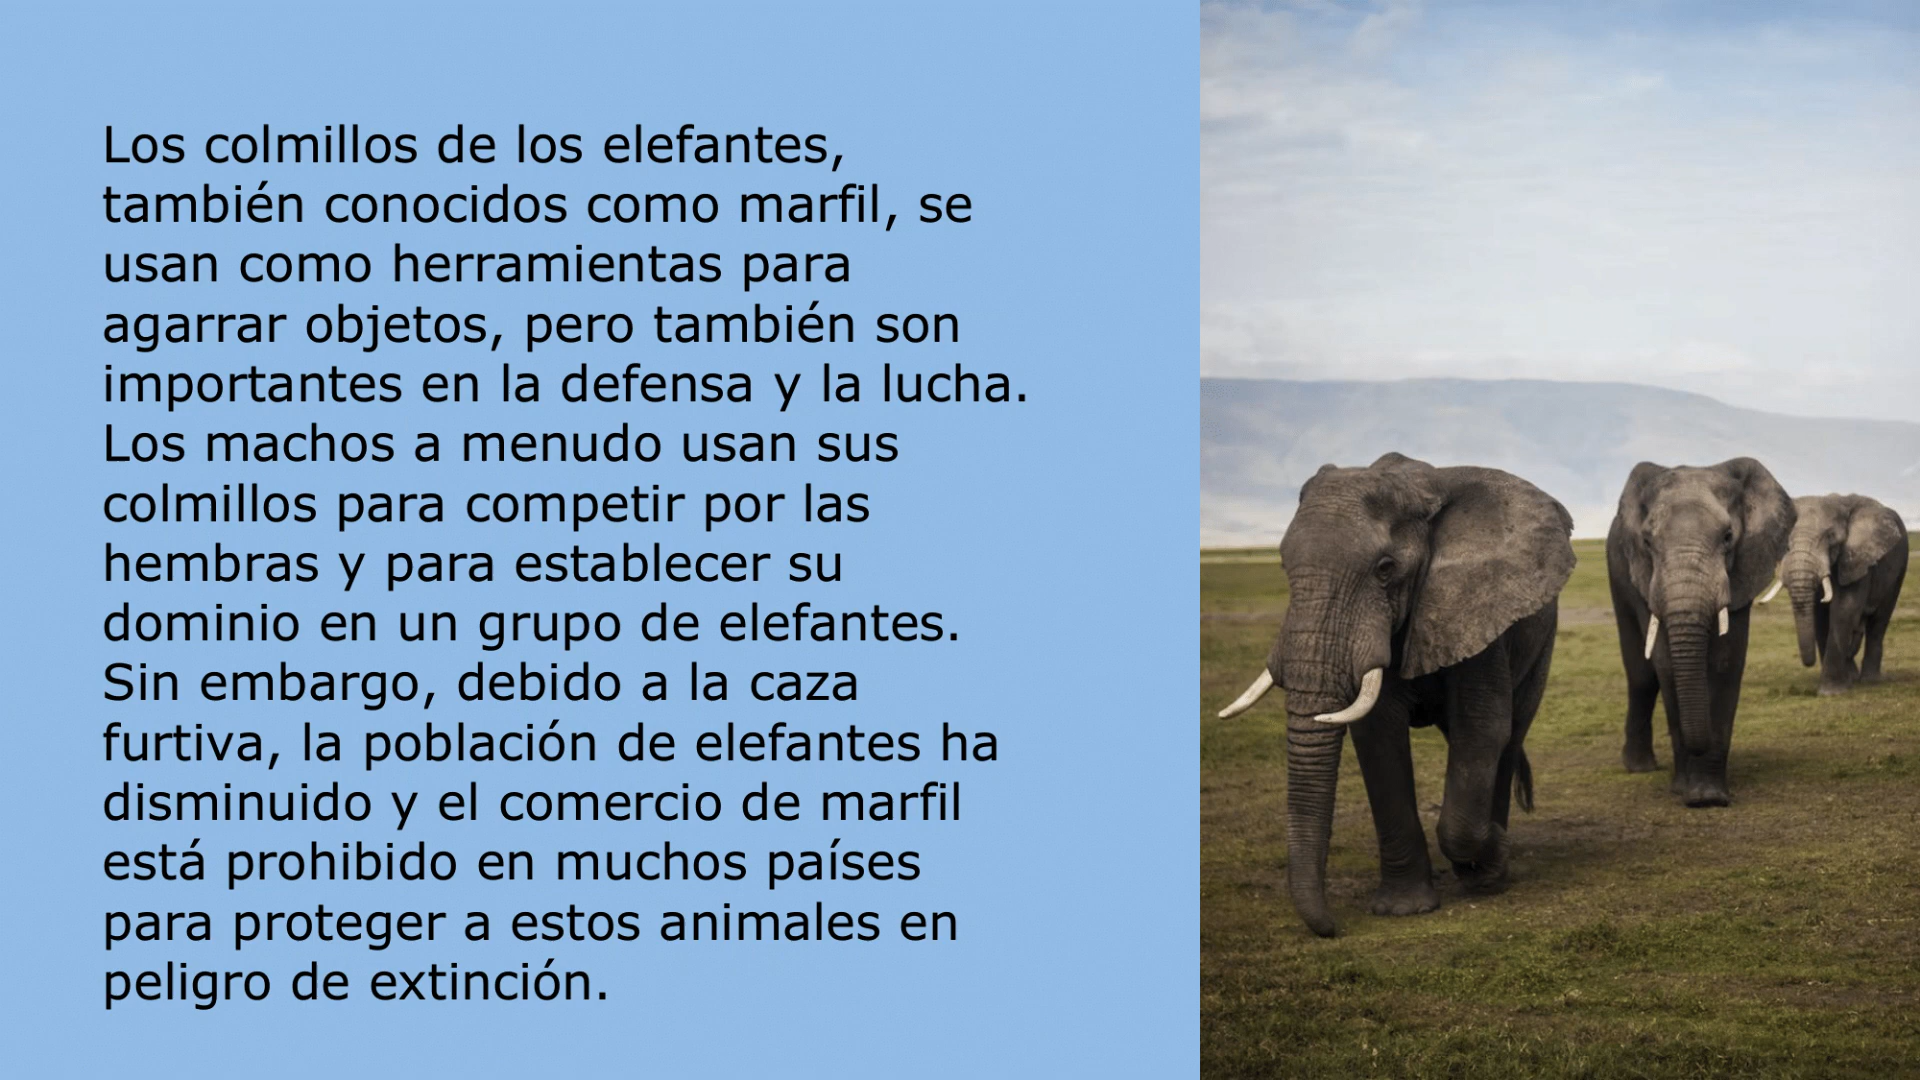 Los colmillos de los elefantes,
también conocidos como marfil, se
usan como herramientas para
agarrar objetos, pero también son
importantes en la defensa y la lucha.
Los machos a menudo usan sus
colmillos para competir por las
hembras y para establecer su
dominio en un grupo de elefantes.
Sin embargo, debido a la caza
furtiva, la población de elefantes ha
disminuido y el comercio de marfil
está prohibido en muchos países
para proteger a estos animales en
peligro de extinción.